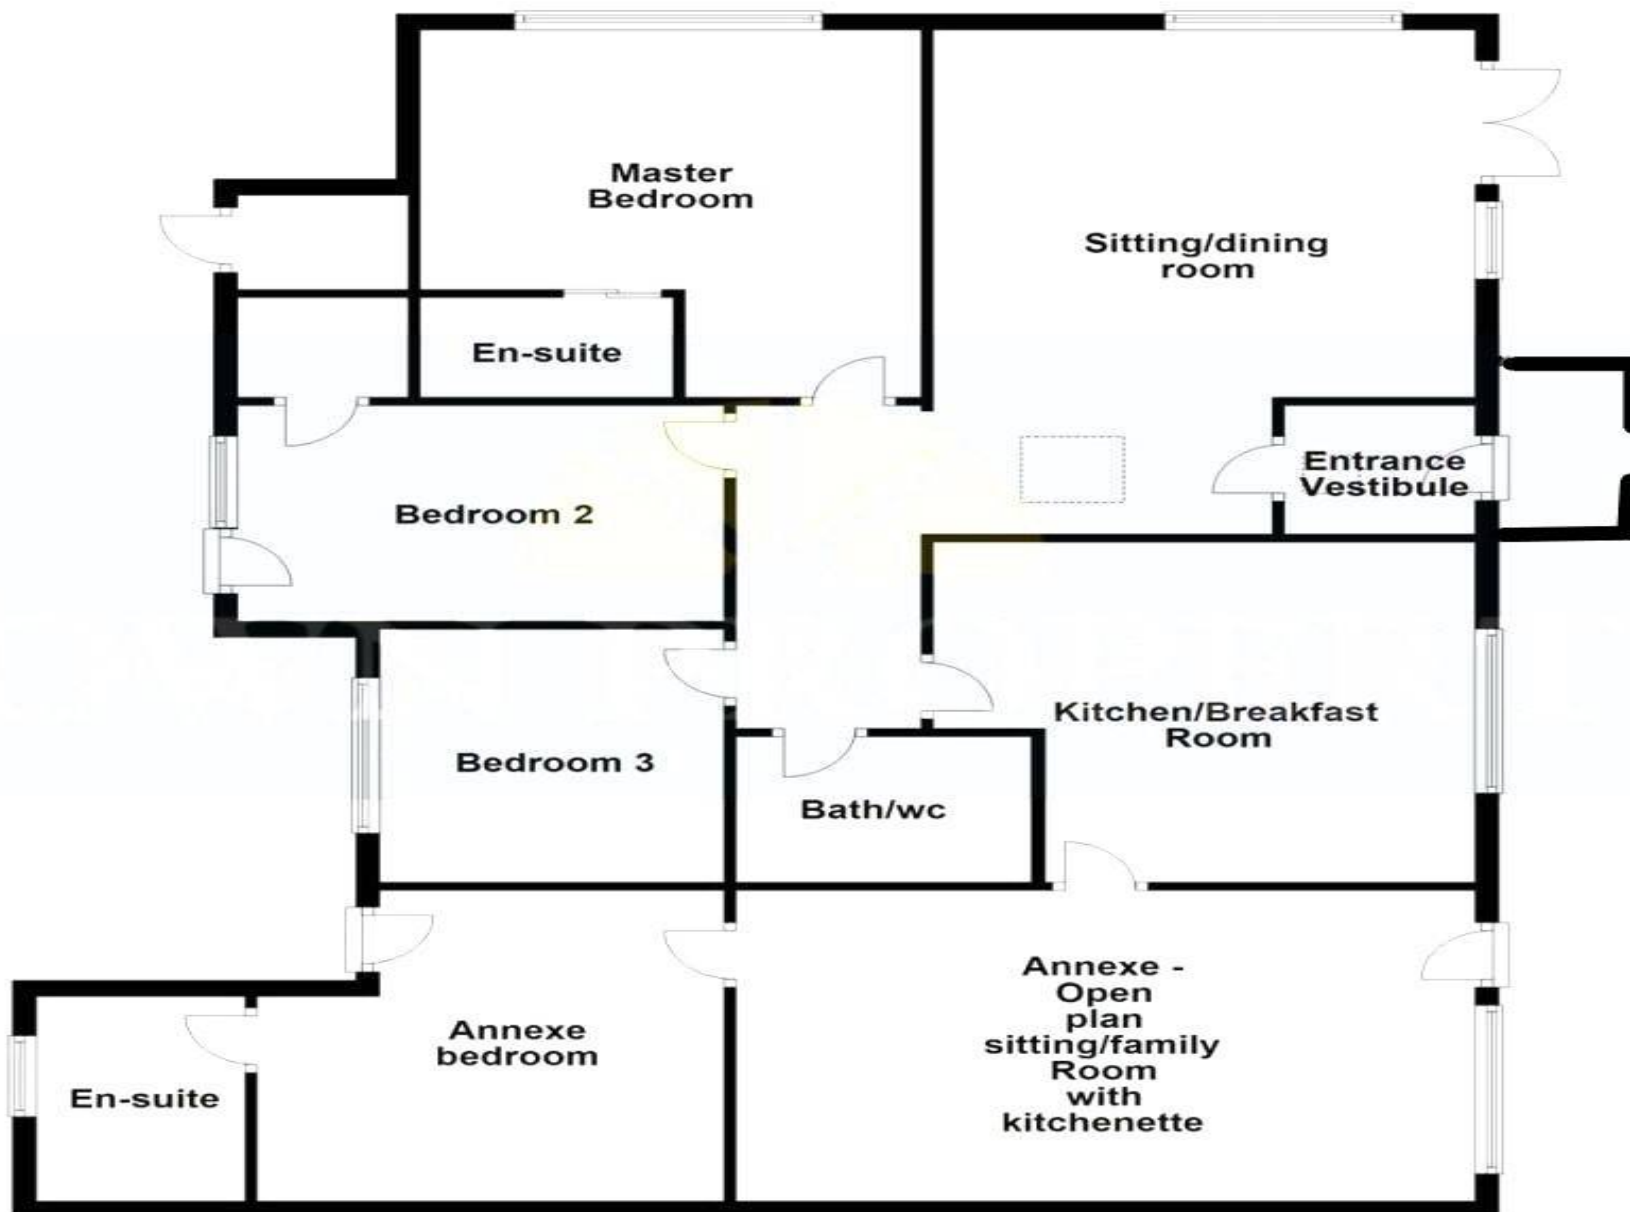 Master
Bedroom
Sitting/dining
room
En-suite
Entrance
Vestibule
Bedroom 2
Kitchen/Breakfast
Room
Bedroom 3
Bath/wc
Annexe -
Open
plan
sitting/family
Room
with
kitchenette
Annexe
bedroom
En-suite